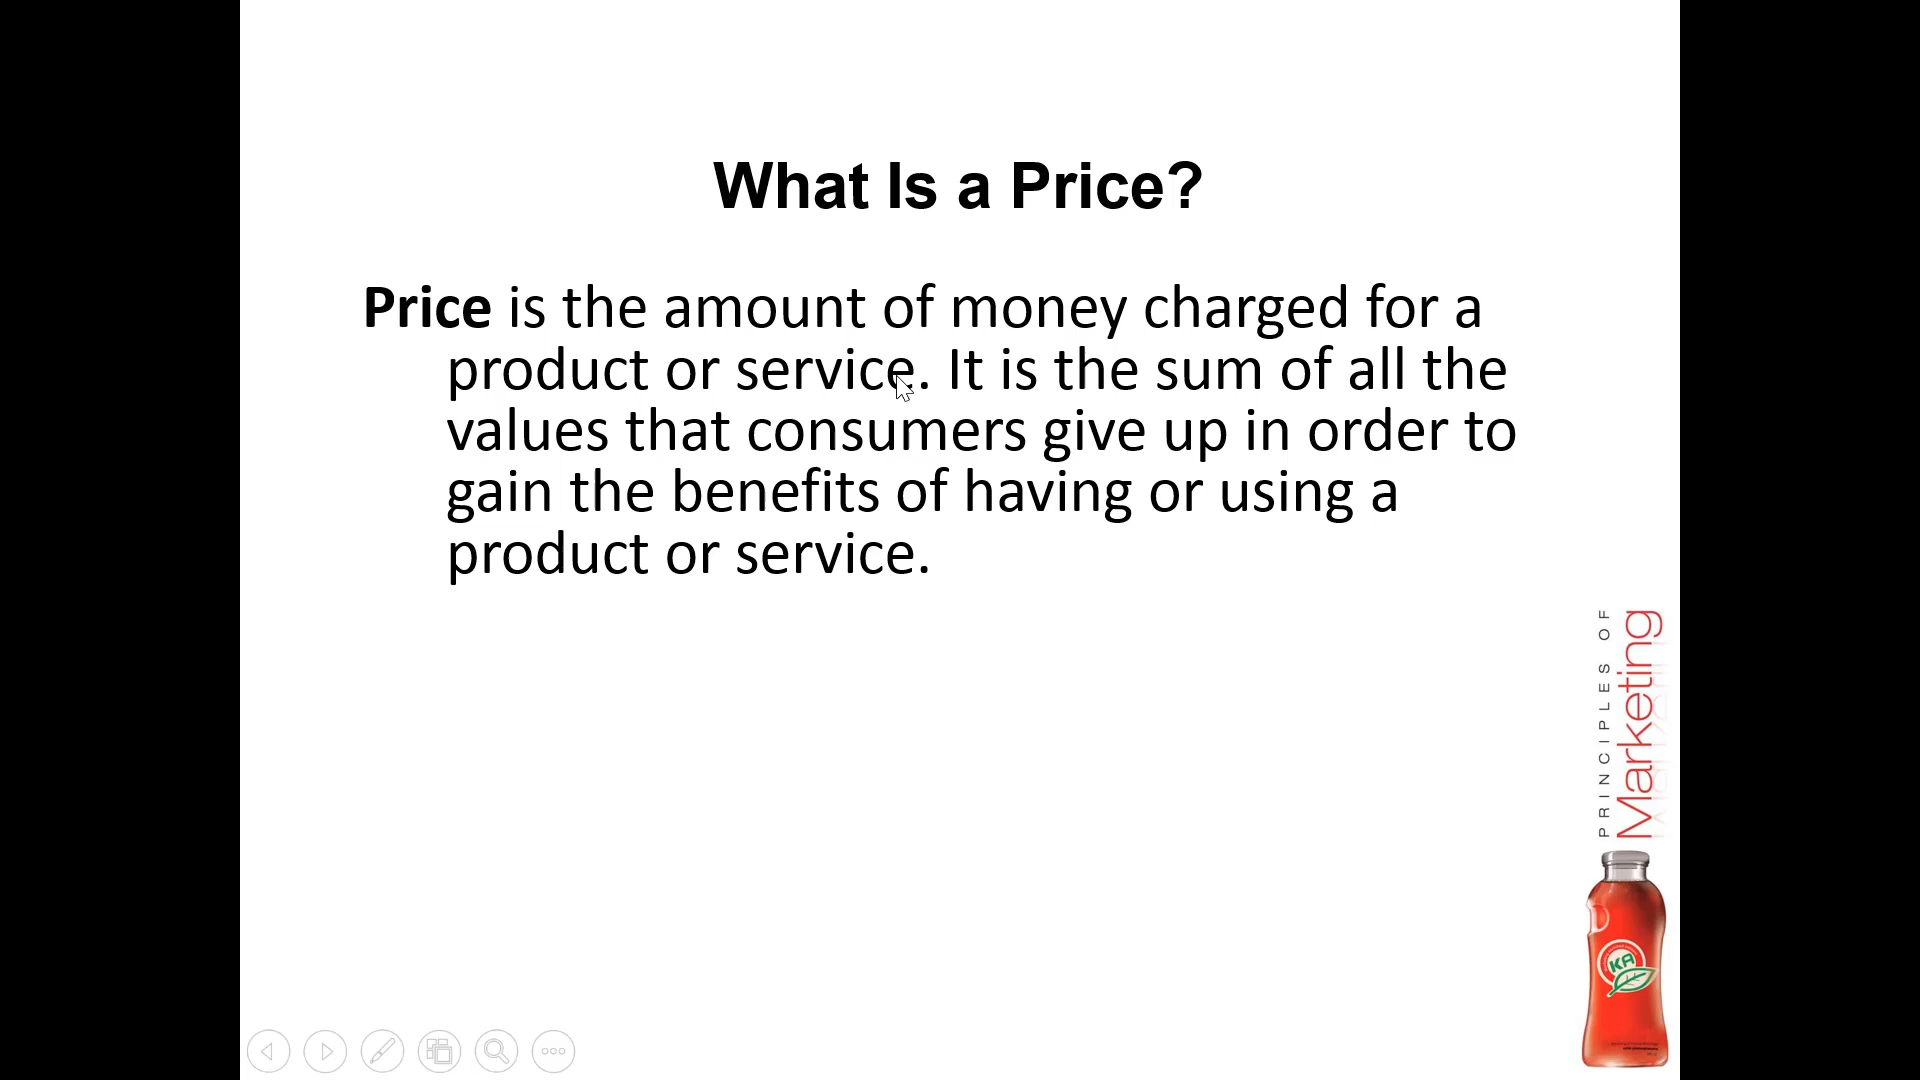 What Is a Price?
Price is the amount of money charged for a
product or service. It is the sum of all the
values that consumers give up in order to
gain the benefits of having or using a
product or service.
PRINCIPLES OF
Marketing
KA